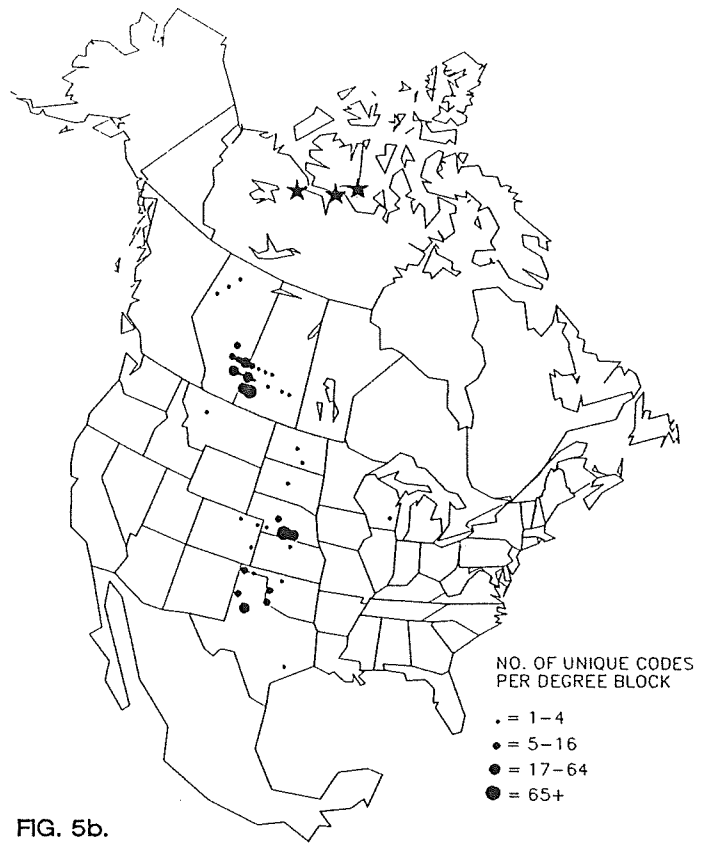 NO. OF UNIQUE CODES
PER DEGREE BLOCK
= 1-4
= 5-16
= 17-64
= 65+
FIG. 5b.